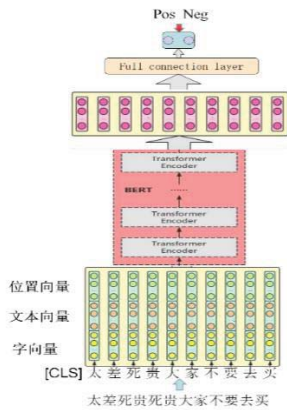 Pos Neg
Full connection layer
Transformer
Encoder
BERT ......
Transformer
Encoder
Transformer
Encoder
位置向量
文本向量
字向量
[CLS] 太 差 死 贵 大 家 不 要 去 买
太差死贵死贵大家不要去买